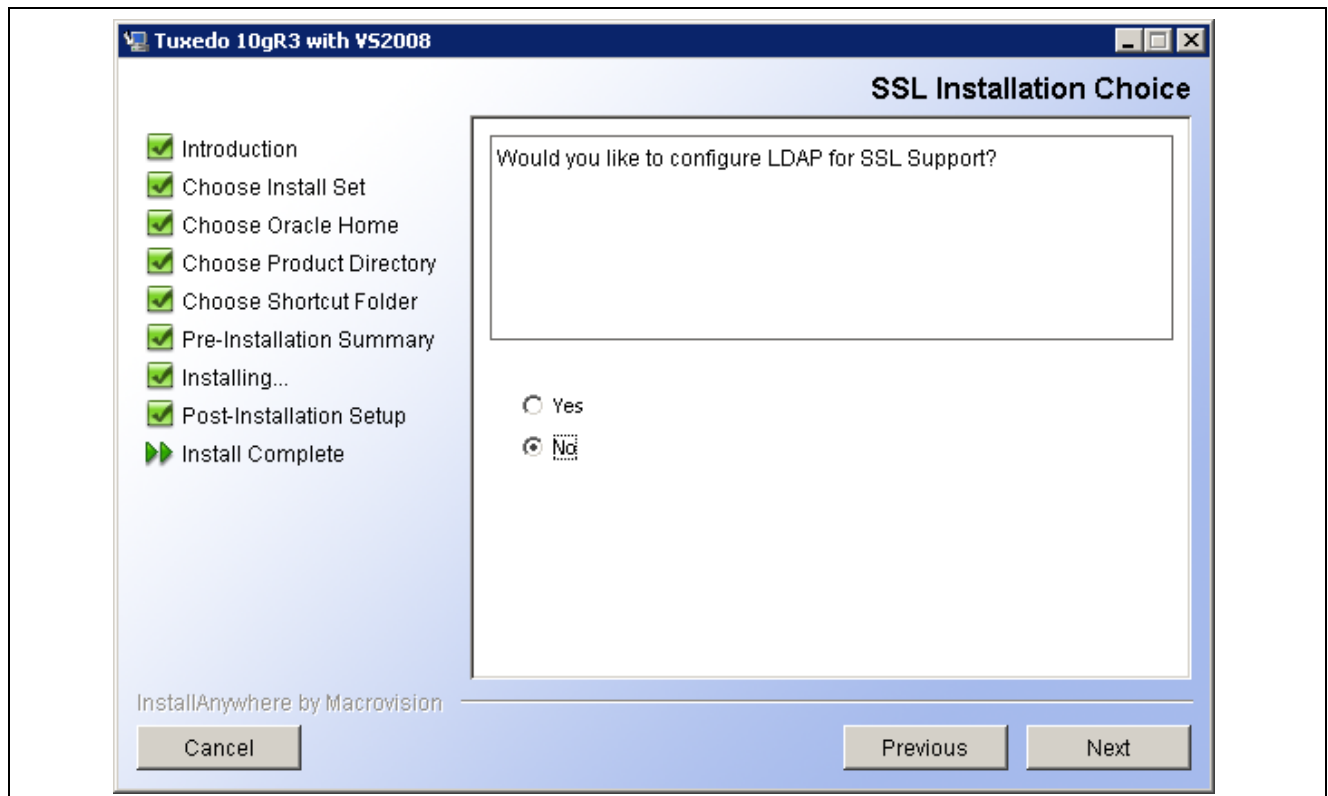 Tuxedo 10gR3 with VS2008
SSL Installation Choice
Introduction
Choose Install Set
Choose Oracle Home
Choose Product Directory
Choose Shortcut Folder
Pre-Installation Summary
Installing...
Post-Installation Setup
Install Complete
Would you like to configure LDAP for SSL Support?
Yes
No
InstallAnywhere by Macrovision
Cancel
Previous
Next